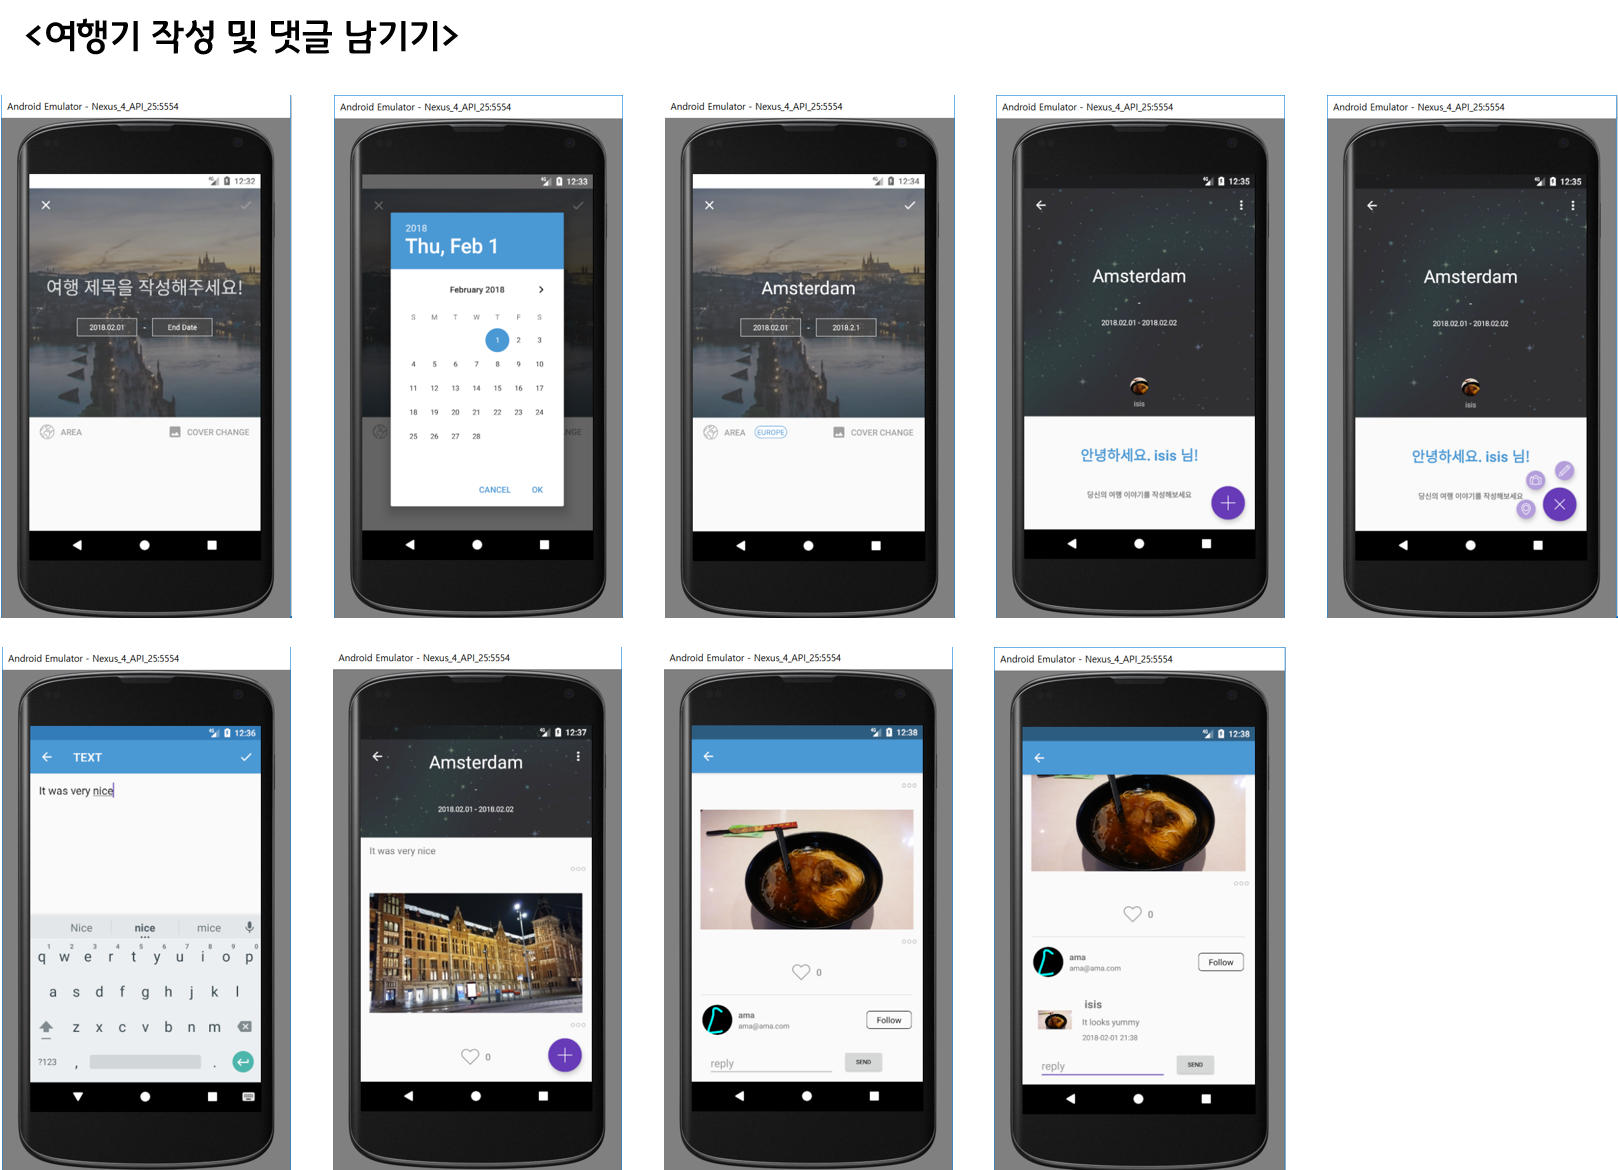 <여행기 작성 및 댓글 남기기>
Android Emulator - Nexus_4_API_25:5554
12:32
여행 제목을 작성해주세요!
2018.02.01 - End Date
AREA COVER CHANGE
Android Emulator - Nexus_4_API_25:5554
12:33
2018
Thu, Feb 1
February 2018
S M T W T F S
1 2 3
4 5 6 7 8 9 10
11 12 13 14 15 16 17
18 19 20 21 22 23 24
25 26 27 28
NGE
CANCEL OK
Android Emulator - Nexus_4_API_25:5554
12:34
Amsterdam
2018.02.01 - 2018.2.1
AREA EUROPE COVER CHANGE
Android Emulator - Nexus_4_API_25:5554
12:35
Amsterdam
-
2018.02.01 - 2018.02.02
isis
안녕하세요. isis 님!
당신의 여행 이야기를 작성해보세요
Android Emulator - Nexus_4_API_25:5554
12:35
Amsterdam
-
2018.02.01 - 2018.02.02
isis
안녕하세요. isis 님!
당신의 여행 이야기를 작성해보세요
Android Emulator - Nexus_4_API_25:5554
12:36
TEXT
It was very nice
Nice nice mice
1 2 3 4 5 6 7 8 9 0
q w e r t y u i o p
a s d f g h j k l
z x c v b n m
?123 , .
Android Emulator - Nexus_4_API_25:5554
12:37
Amsterdam
-
2018.02.01 - 2018.02.02
It was very nice
0
Android Emulator - Nexus_4_API_25:5554
12:38
0
ama
ama@ama.com
Follow
reply SEND
Android Emulator - Nexus_4_API_25:5554
12:38
0
ama
ama@ama.com
Follow
isis
It looks yummy
2018-02-01 21:38
reply SEND